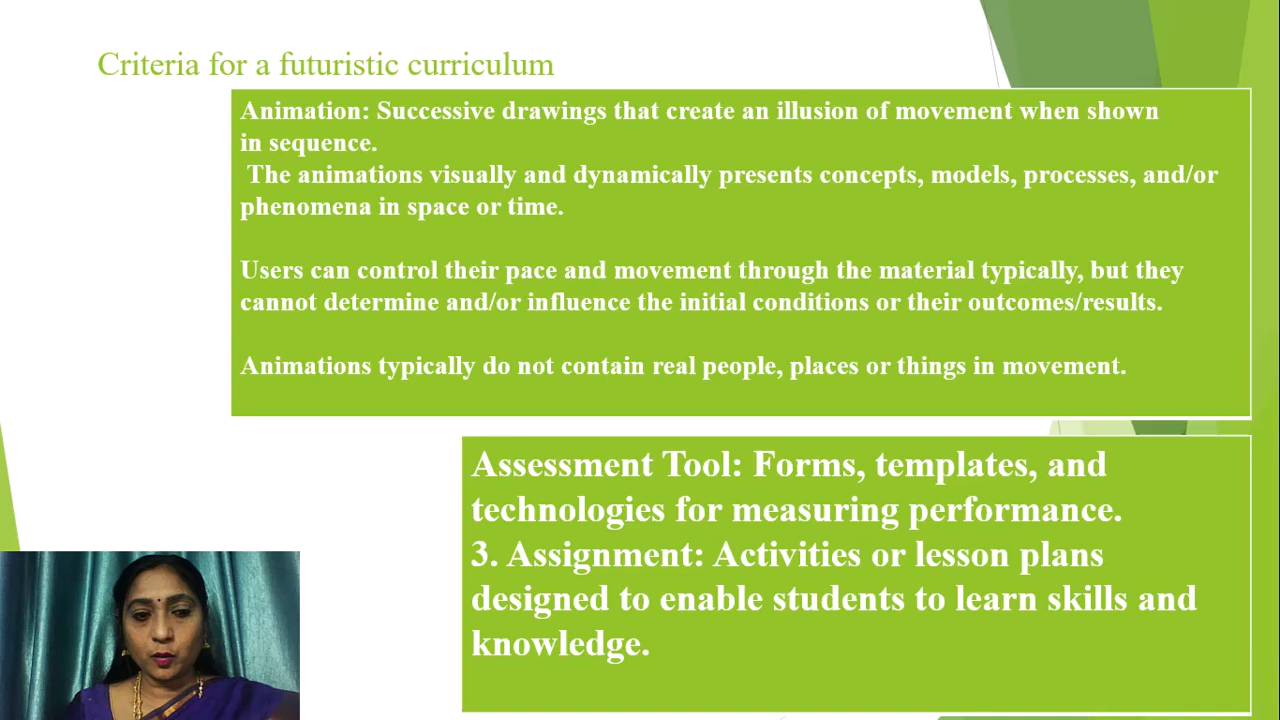 Criteria for a futuristic curriculum
Animation: Successive drawings that create an illusion of movement when shown
in sequence.
The animations visually and dynamically presents concepts, models, processes, and/or
phenomena in space or time.
Users can control their pace and movement through the material typically, but they
cannot determine and/or influence the initial conditions or their outcomes/results.
Animations typically do not contain real people, places or things in movement.
Assessment Tool: Forms, templates, and
technologies for measuring performance.
3. Assignment: Activities or lesson plans
designed to enable students to learn skills and
knowledge.